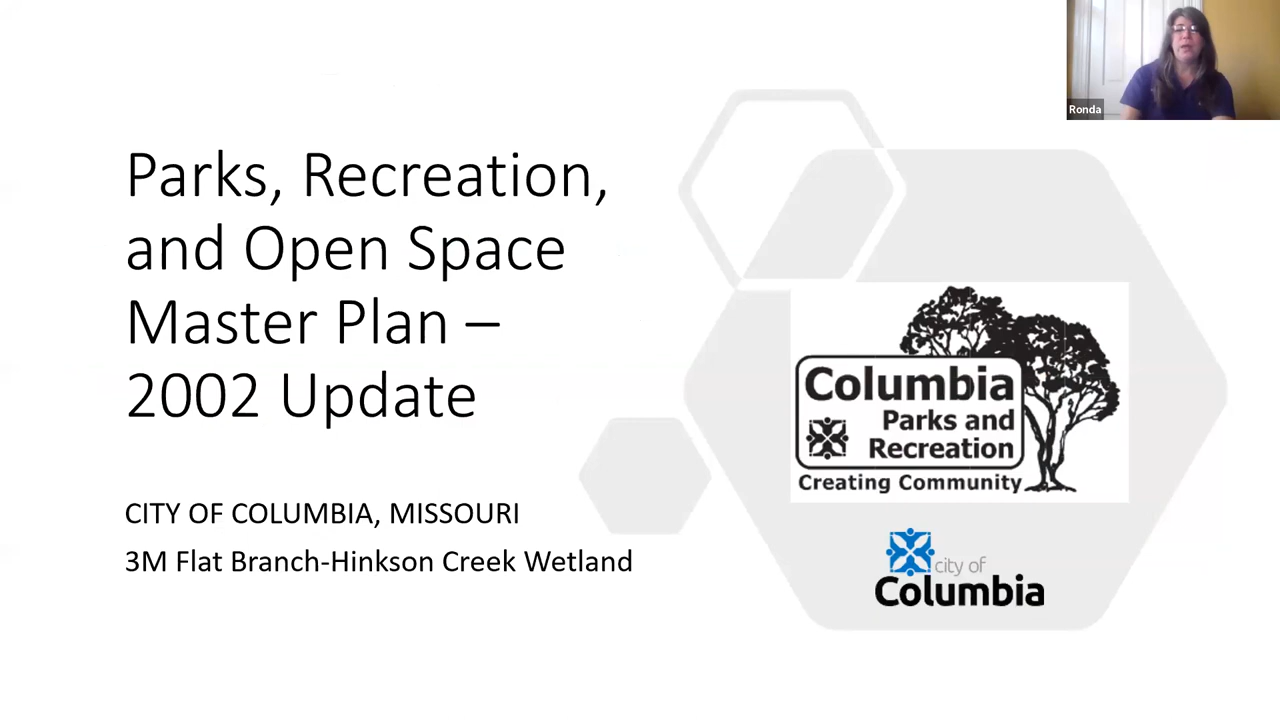 Ronda
Parks, Recreation,
and Open Space
Master Plan –
2002 Update
CITY OF COLUMBIA, MISSOURI
3M Flat Branch-Hinkson Creek Wetland
Columbia
Parks and
Recreation
Creating Community
city of
Columbia